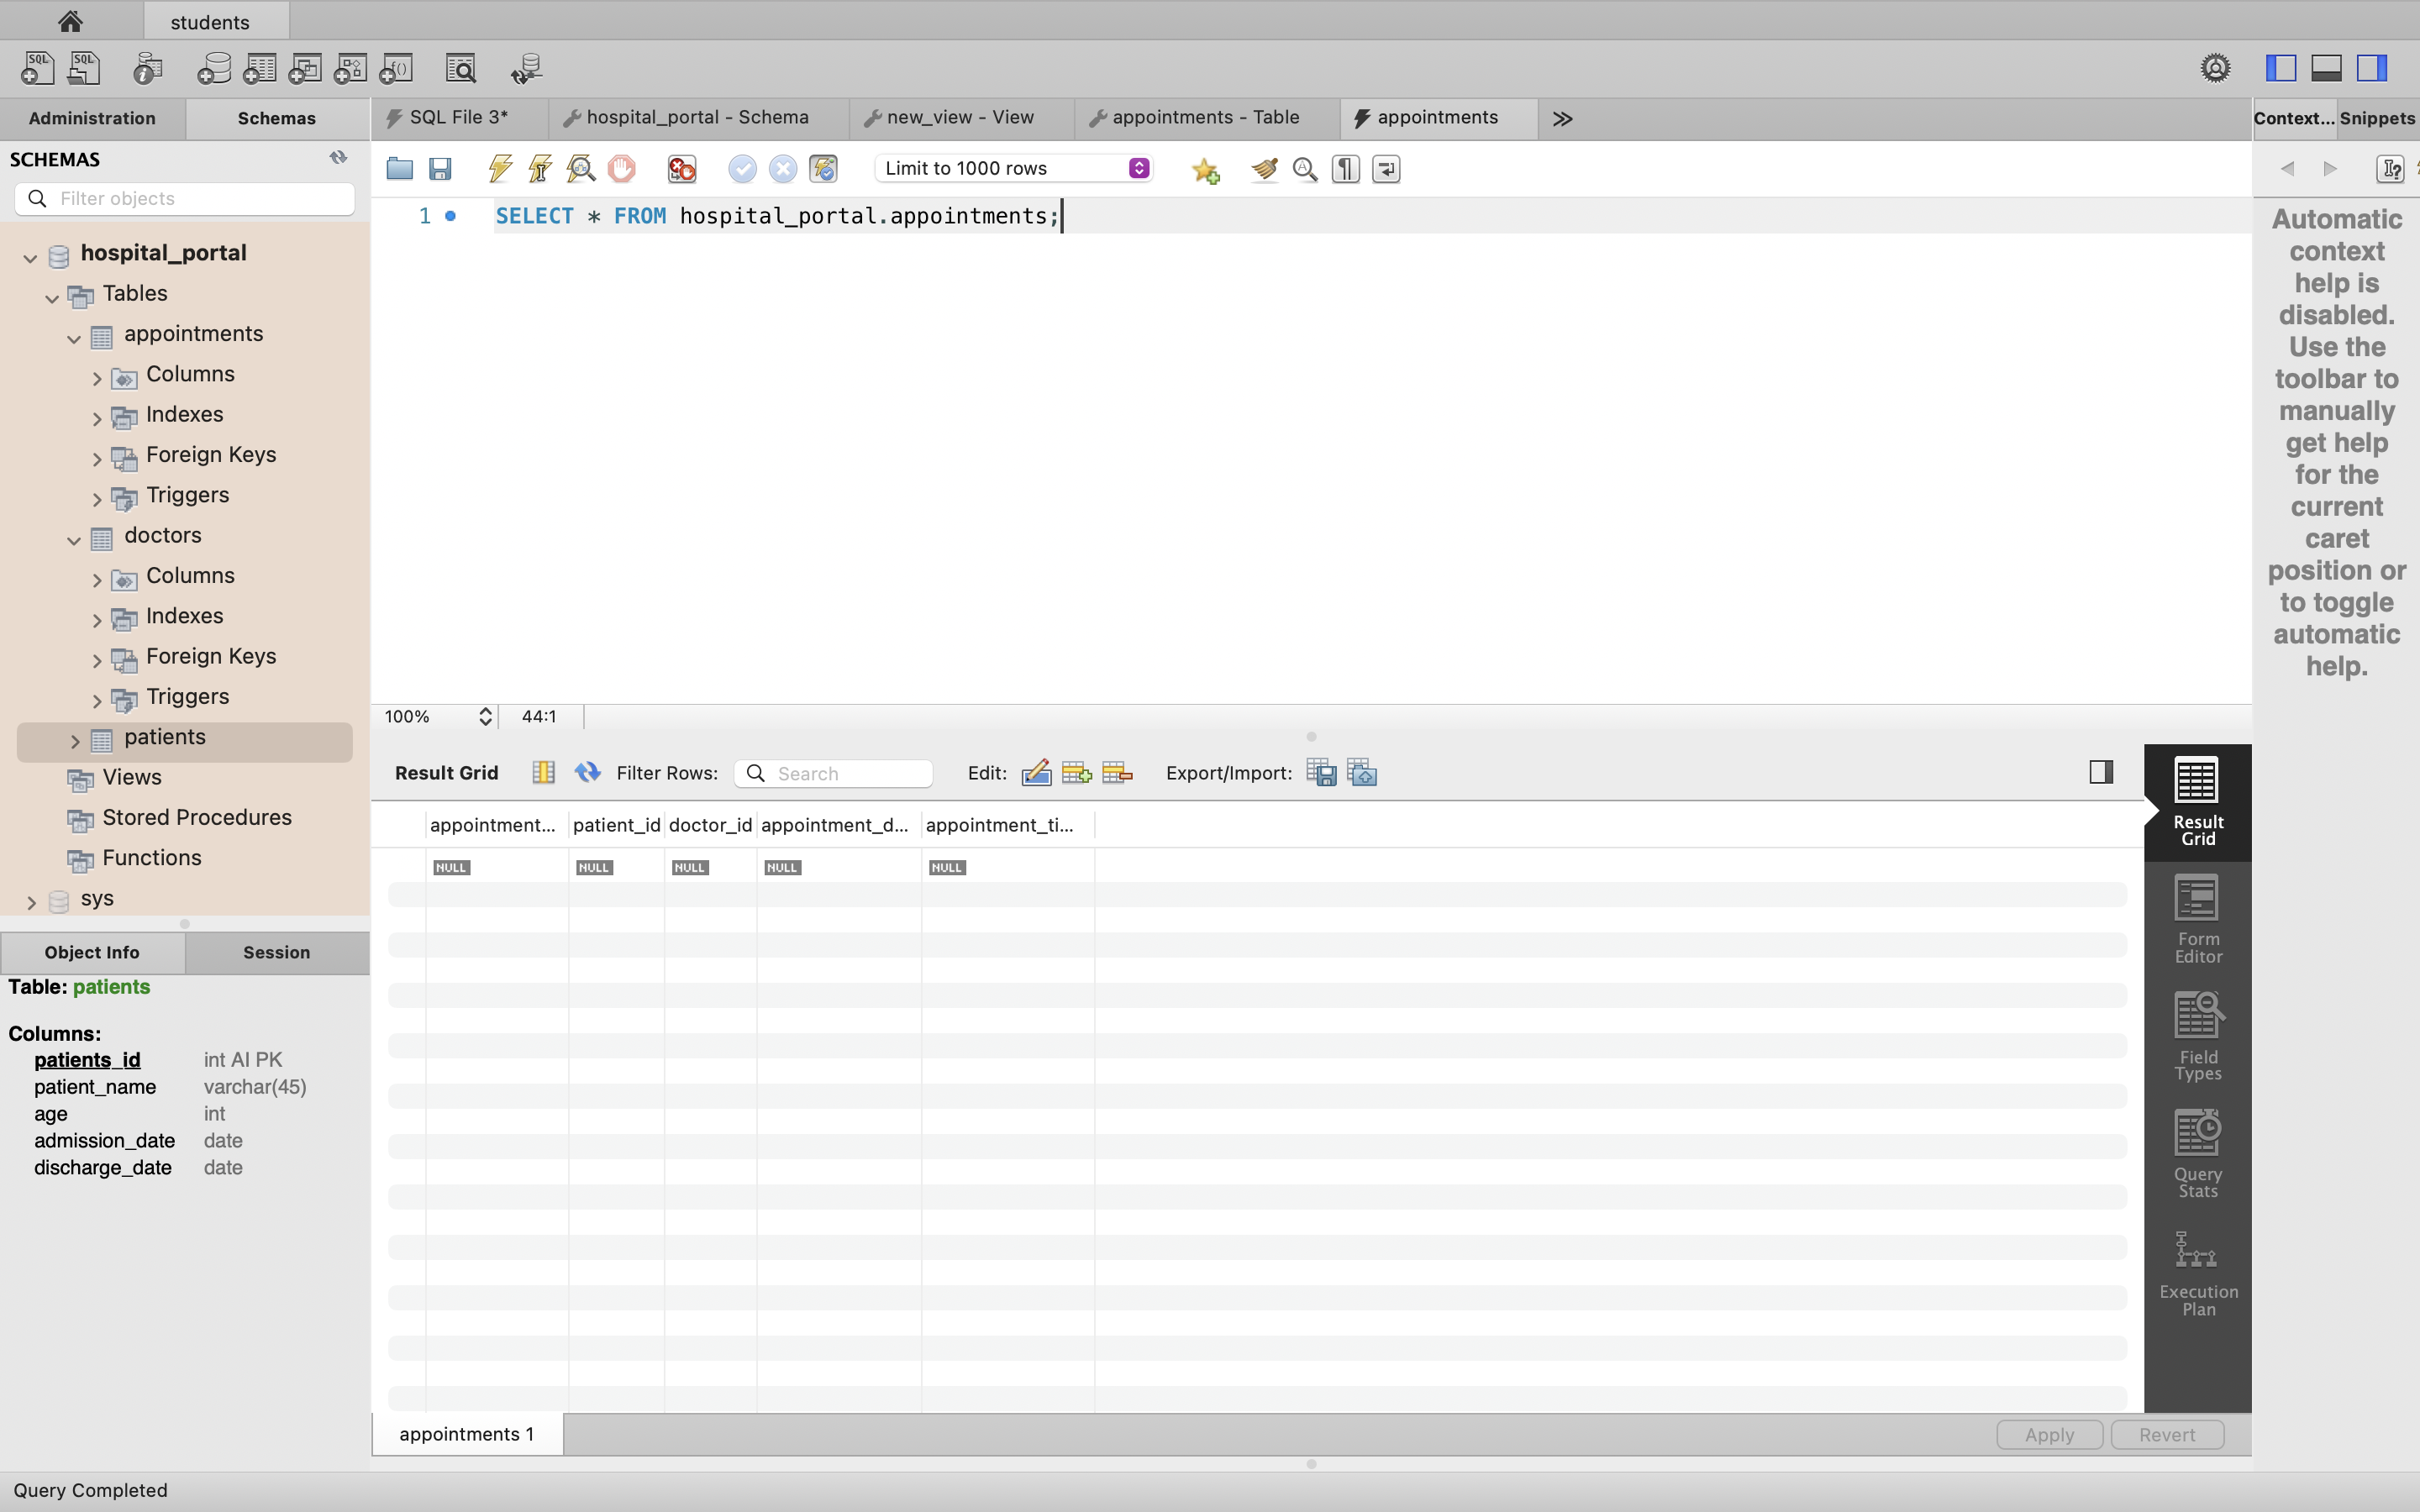 students
SQL SQL f()
Administration Schemas
SQL File 3* hospital_portal - Schema new_view - View appointments - Table appointments
Context... Snippets
SCHEMAS
Filter objects
Limit to 1000 rows
1 SELECT * FROM hospital_portal.appointments;
hospital_portal
Tables
appointments
Columns
Indexes
Foreign Keys
Triggers
doctors
Columns
Indexes
Foreign Keys
Triggers
patients
Views
Stored Procedures
Functions
sys
Automatic
context
help is
disabled.
Use the
toolbar to
manually
get help
for the
current
caret
position or
to toggle
automatic
help.
100% 44:1
Result Grid Filter Rows: Search Edit: Export/Import:
appointment... patient_id doctor_id appointment_d... appointment_ti...
NULL NULL NULL NULL NULL
Result
Grid
Form
Editor
Field
Types
Query
Stats
Execution
Plan
Object Info Session
Table: patients
Columns:
patients_id int AI PK
patient_name varchar(45)
age int
admission_date date
discharge_date date
appointments 1
Apply Revert
Query Completed